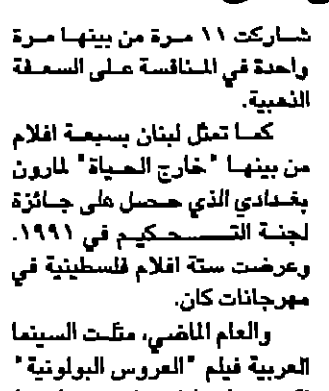 شاركت ١١ مرة من بينها مرة
واحدة في المنافسة على السعفة
الذهبية.
كما تمثل لبنان بسبعة افلام
من بينها "خارج الحياة" لمارون
بغدادي الذي حصل على جائزة
لجنة التحكيم في ١٩٩١.
وعرضت ستة افلام فلسطينية في
مهرجانات كان.
والعام الماضي، مثلت السينما
العربية فيلم "العروس البولونية"